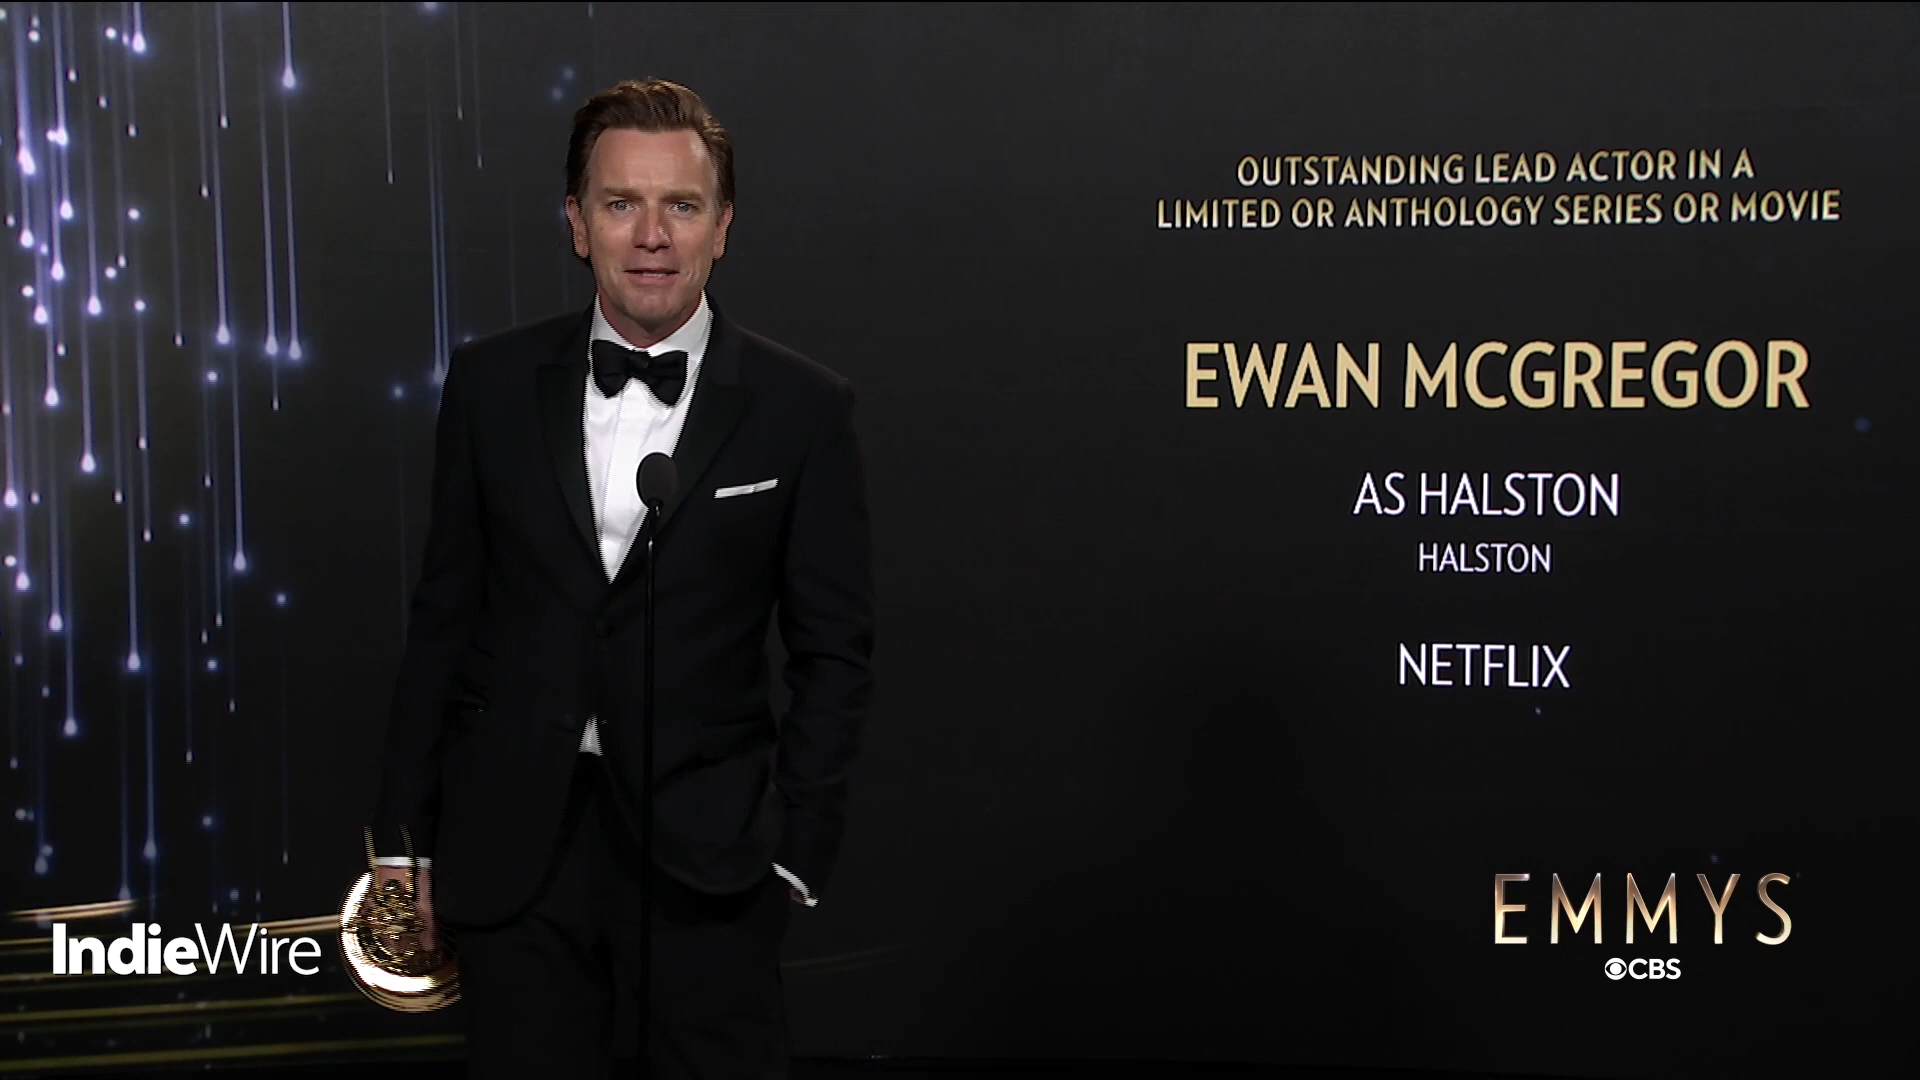 OUTSTANDING LEAD ACTOR IN A
LIMITED OR ANTHOLOGY SERIES OR MOVIE
EWAN MCGREGOR
AS HALSTON
HALSTON
NETFLIX
EMMYS
CBS
IndieWire